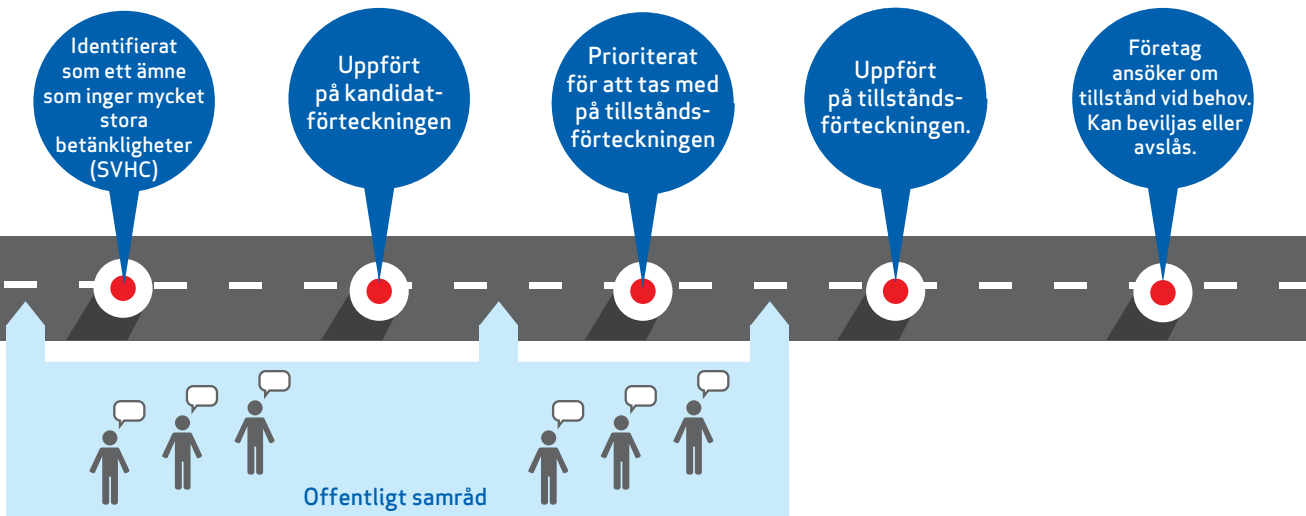 Identifierat
som ett ämne
som inger mycket
stora
betänkligheter
(SVHC)
Uppfört
på kandidat-
förteckningen
Prioriterat
för att tas med
på tillstånds-
förteckningen
Uppfört
på tillstånds-
förteckningen.
Företag
ansöker om
tillstånd vid behov.
Kan beviljas eller
avslås.
Offentligt samråd